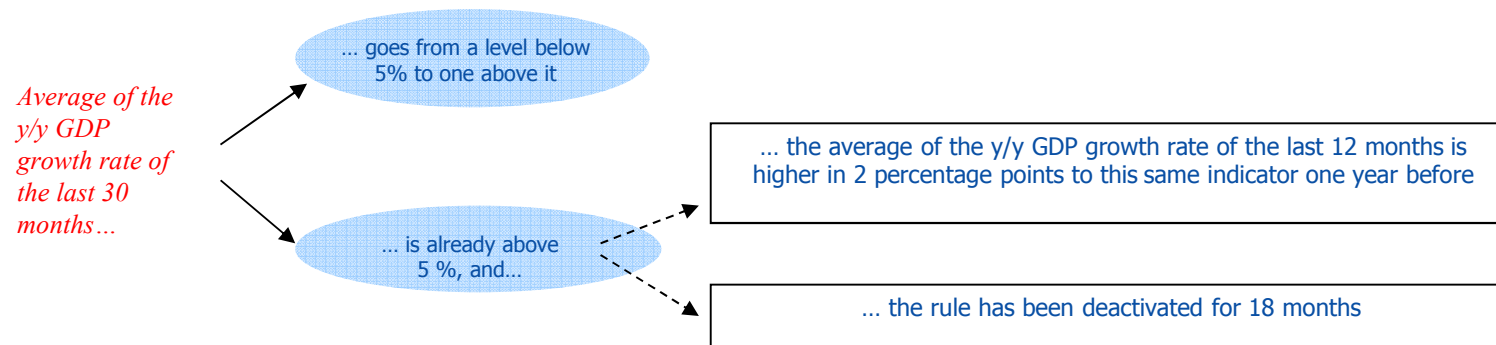 Average of the
y/y GDP
growth rate of
the last 30
months…
… goes from a level below
5% to one above it
… is already above
5 %, and…
… the average of the y/y GDP growth rate of the last 12 months is
higher in 2 percentage points to this same indicator one year before
… the rule has been deactivated for 18 months